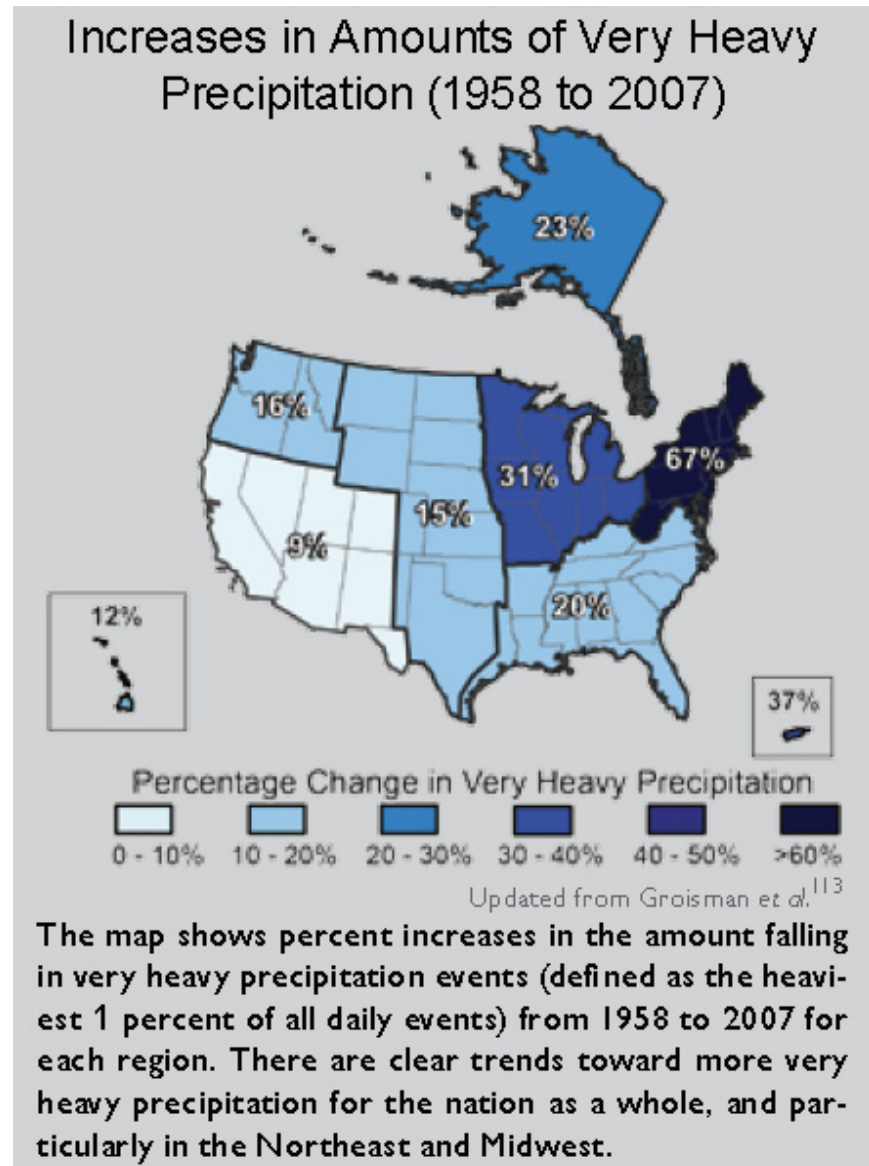 Increases in Amounts of Very Heavy
Precipitation (1958 to 2007)
23%
16%
67%
31%
15%
9%
20%
12%
37%
Percentage Change in Very Heavy Precipitation
0 - 10% 10 - 20% 20 - 30% 30 - 40% 40 - 50% >60%
Updated from Groisman et al.113
The map shows percent increases in the amount falling
in very heavy precipitation events (defined as the heavi-
est 1 percent of all daily events) from 1958 to 2007 for
each region. There are clear trends toward more very
heavy precipitation for the nation as a whole, and par-
ticularly in the Northeast and Midwest.